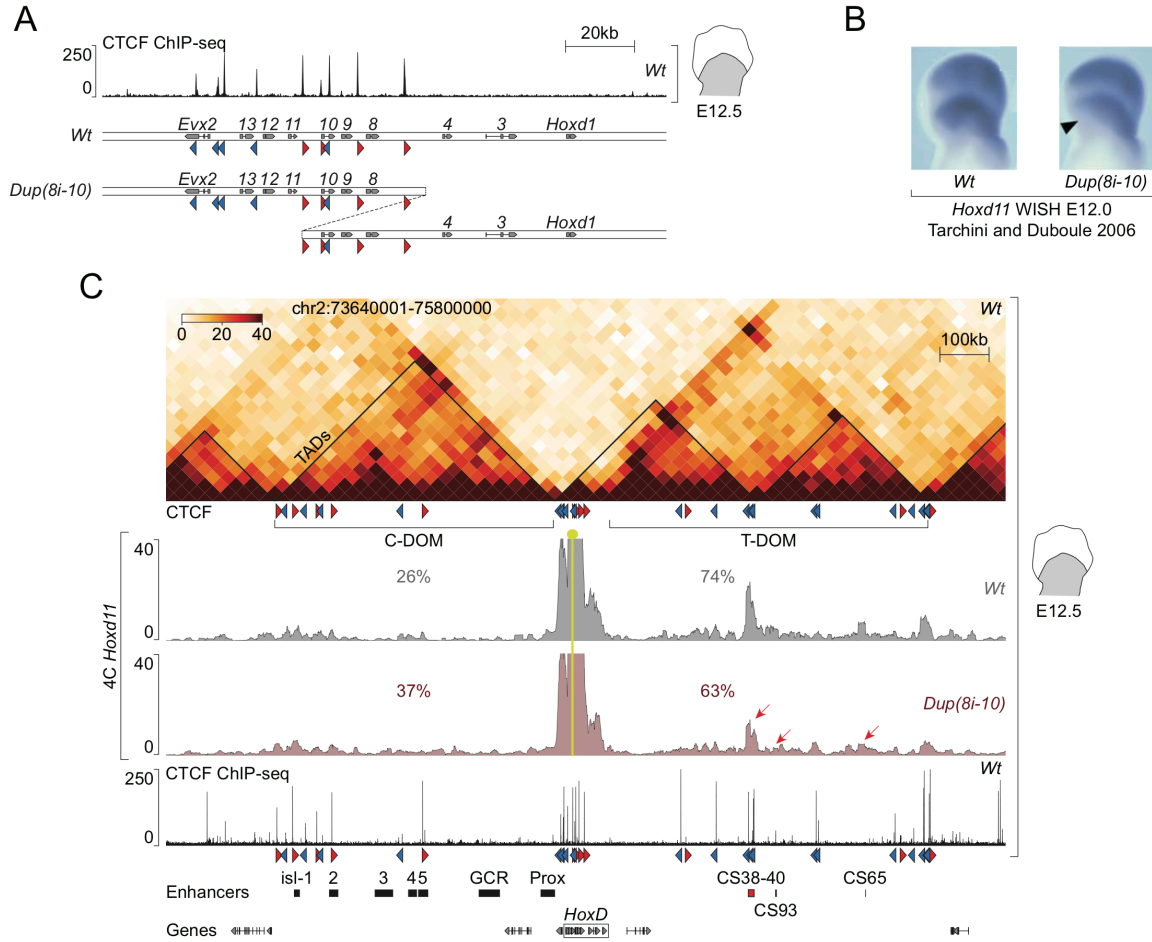 A
CTCF ChIP-seq
250
0
20kb
Wt
E12.5
Wt
Evx2 13 12 11 10 9 8 4 3 Hoxd1
Dup(8i-10)
Evx2 13 12 11 10 9 8
4 3 Hoxd1
B
Wt Dup(8i-10)
Hoxd11 WISH E12.0
Tarchini and Duboule 2006
C
chr2:73640001-75800000
Wt
0 20 40
100kb
TADs
CTCF
C-DOM T-DOM
4C Hoxd11
40
0
26% 74%
Wt
E12.5
40
0
37% 63%
Dup(8i-10)
CTCF ChIP-seq
Wt
250
0
Enhancers
isl-1 2 3 4 5 GCR Prox CS38-40 CS65
CS93
HoxD
Genes